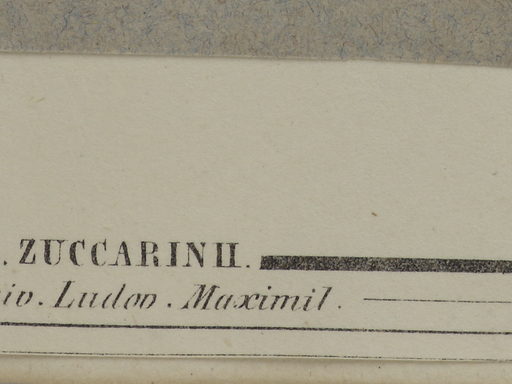 . ZUCCARINII.
iv. Ludov. Maximil.